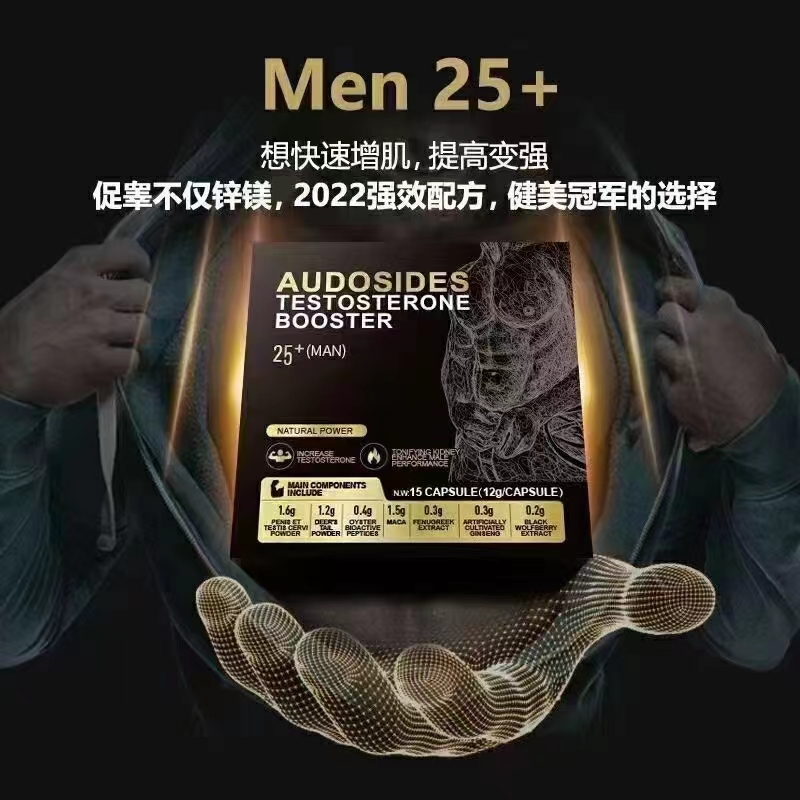 Men 25+
想快速增肌，提高变强
促睾不仅锌镁，2022强效配方，健美冠军的选择
AUDOSIDES
TESTOSTERONE
BOOSTER
25+(MAN)
NATURAL POWER
INCREASE
TESTOSTERONE
TONIFYING KIDNEY
ENHANCE MALE
PERFORMANCE
MAIN COMPONENTS
INCLUDE
N.W:15 CAPSULE(12g/CAPSULE)
1.6g
PENIS ET
TESTIS CERVI
POWDER
1.2g
DEER'S
TAIL
POWDER
0.4g
OYSTER
BIOACTIVE
PEPTIDES
1.5g
MACA
0.3g
FENUGREEK
EXTRACT
0.3g
ARTIFICIALLY
CULTIVATED
GINSENG
0.2g
BLACK
WOLFBERRY
EXTRACT